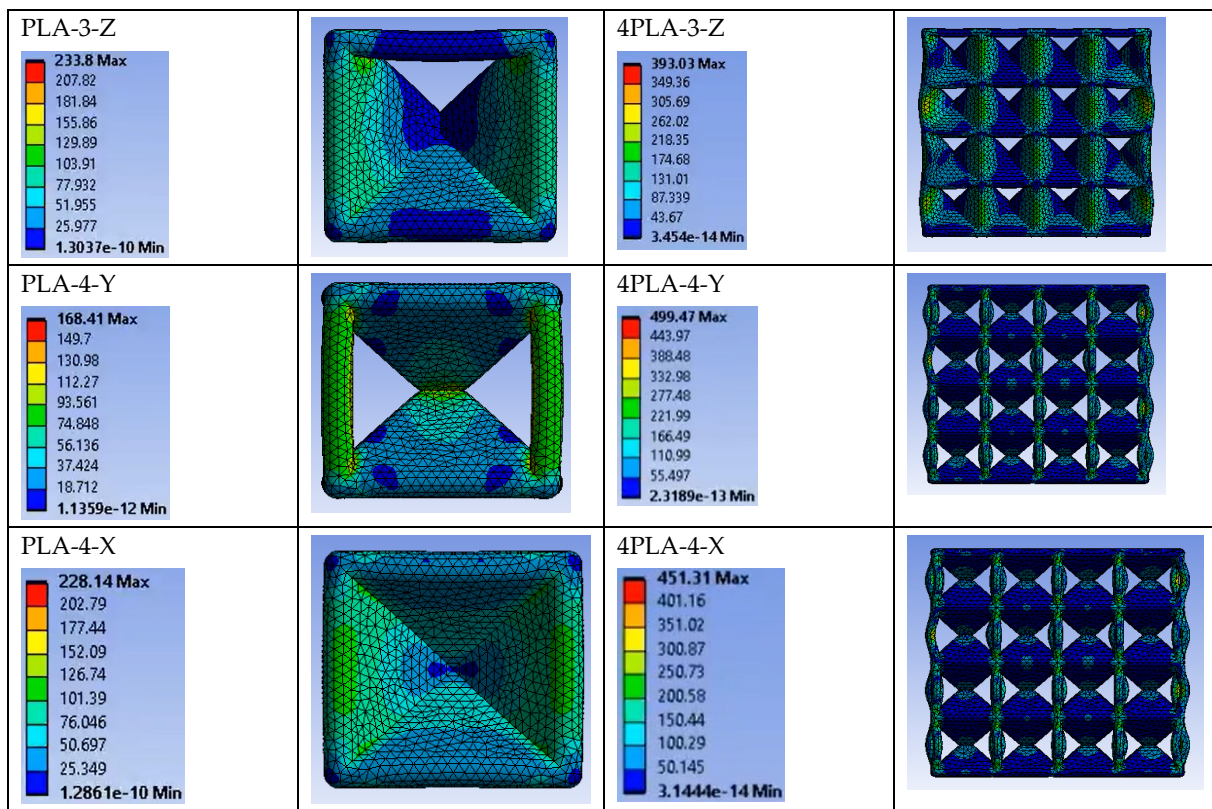 PLA-3-Z
233.8 Max
207.82
181.84
155.86
129.89
103.91
77.932
51.955
25.977
1.3037e-10 Min
4PLA-3-Z
393.03 Max
349.36
305.69
262.02
218.35
174.68
131.01
87.339
43.67
3.454e-14 Min
PLA-4-Y
168.41 Max
149.7
130.98
112.27
93.561
74.848
56.136
37.424
18.712
1.1359e-12 Min
4PLA-4-Y
499.47 Max
443.97
388.48
332.98
277.48
221.99
166.49
110.99
55.497
2.3189e-13 Min
PLA-4-X
228.14 Max
202.79
177.44
152.09
126.74
101.39
76.046
50.697
25.349
1.2861e-10 Min
4PLA-4-X
451.31 Max
401.16
351.02
300.87
250.73
200.58
150.44
100.29
50.145
3.1444e-14 Min